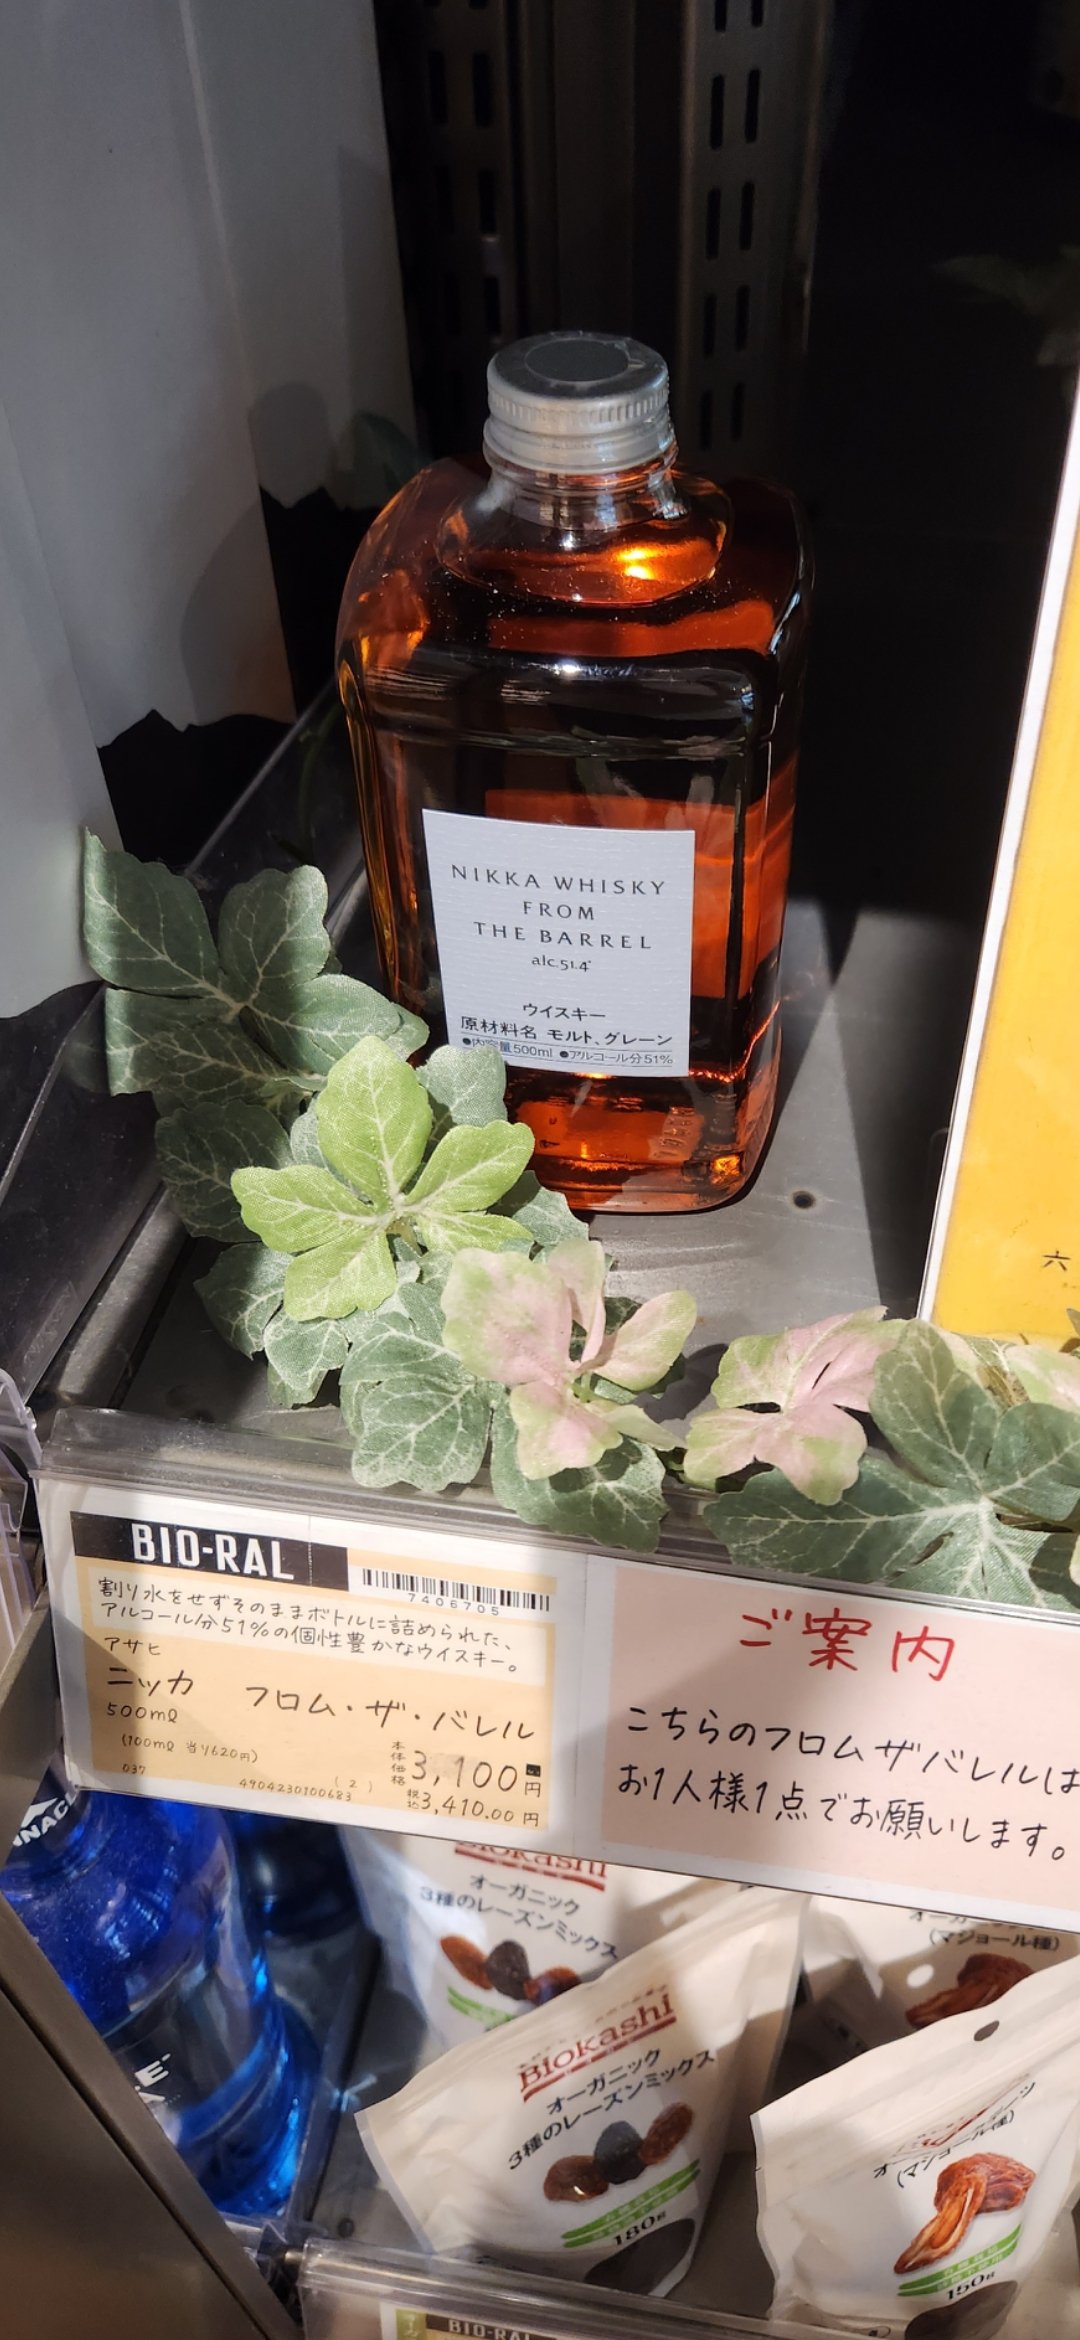 NIKKA WHISKY
FROM
THE BARREL
alc.51.4°
ウイスキー
原材料名 モルト、グレーン
●内容量500ml ●アルコール分51%
六
BIO-RAL
7406705
割り水をせずそのままボトルに詰められた、
アルコール分51%の個性豊かなウイスキー。
アサヒ
ニッカ フロム・ザ・バレル
500ml
(100ml 当り620円)
本体価格 3,100円
037
4904230100683
(2)
税込 3,410.00円
ご案内
こちらのフロムザバレルは
お1人様1点でお願いします。
Biokashi
オーガニック
3種のレーズンミックス
(マジョール種)
Biokashi
オーガニック
3種のレーズンミックス
180g
(マジョール種)
150g
BIO-RAL